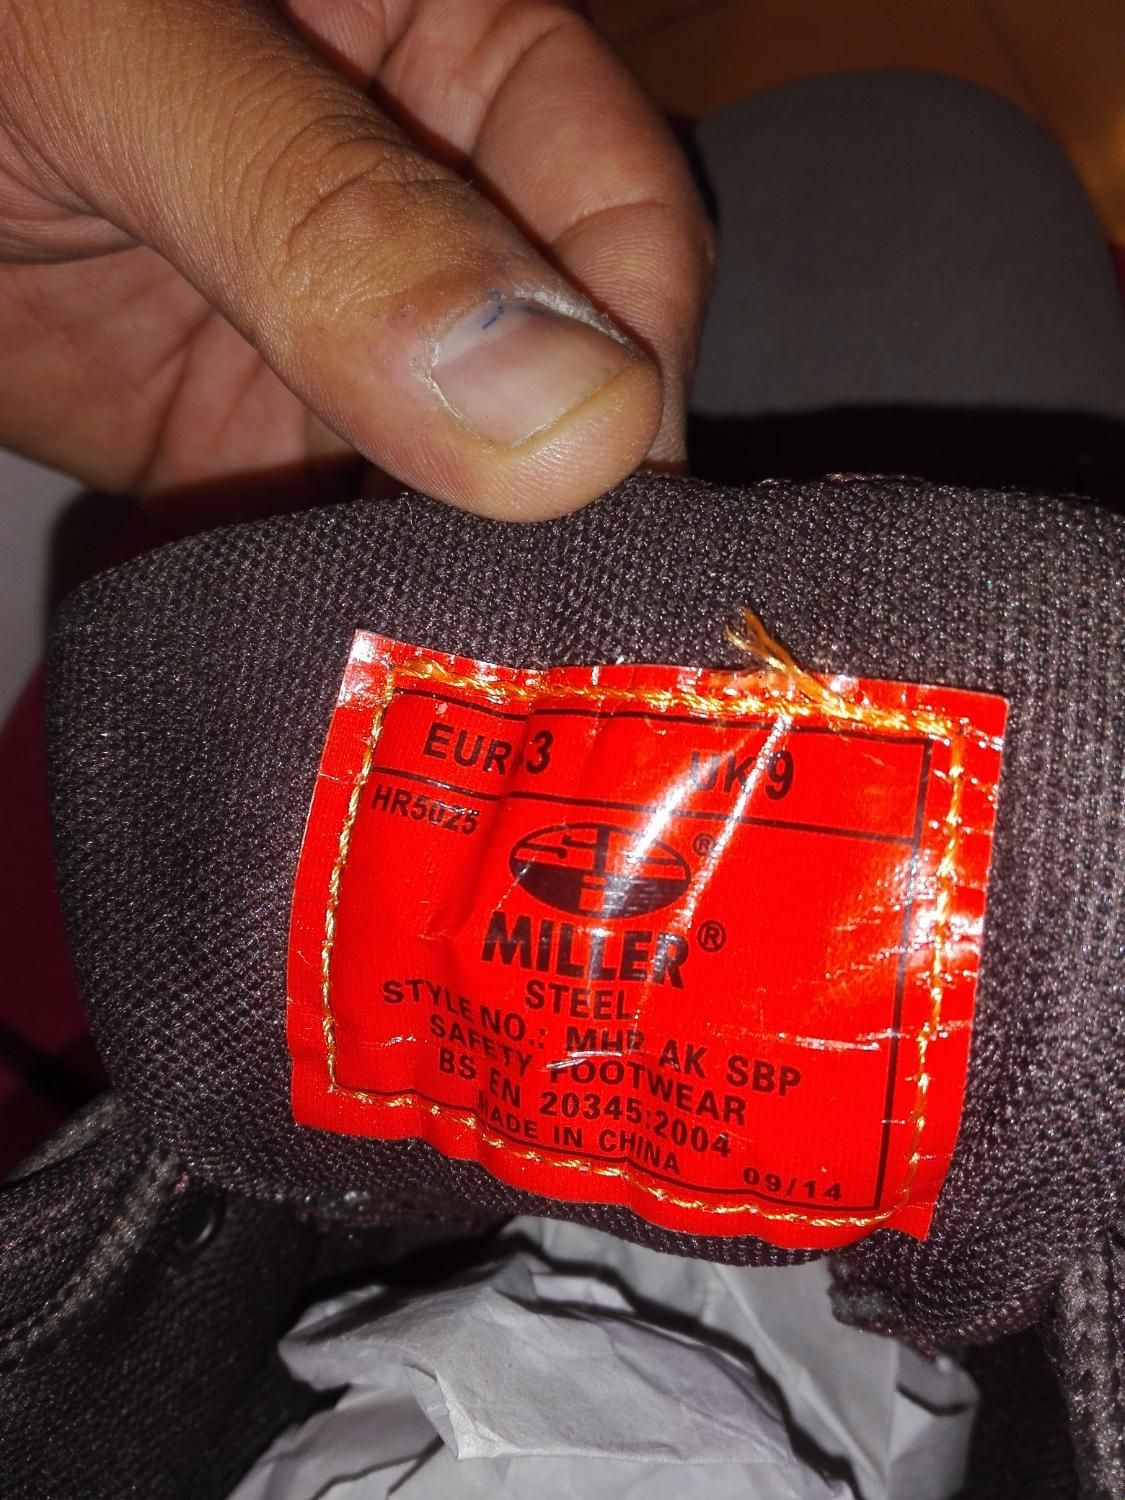 EUR 3 UK 9
HR5025
®
MILLER®
STEEL
STYLE NO.: MHR AK SBP
SAFETY FOOTWEAR
BS EN 20345:2004
MADE IN CHINA
09/14